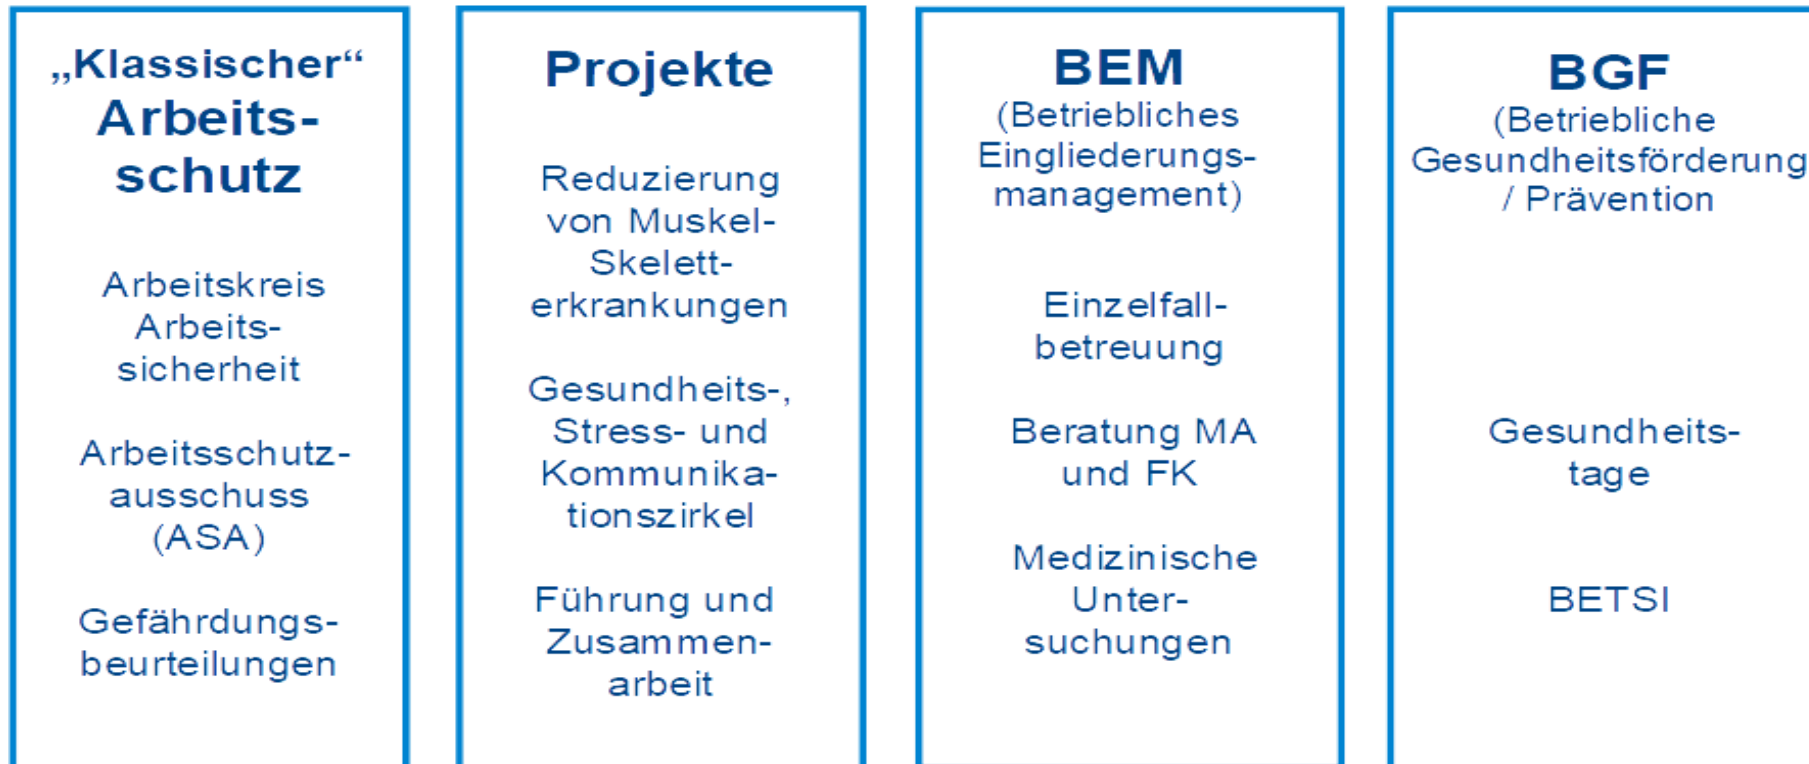 „Klassischer“
Arbeits-
schutz
Arbeitskreis
Arbeits-
sicherheit
Arbeitsschutz-
ausschuss
(ASA)
Gefährdungs-
beurteilungen
Projekte
Reduzierung
von Muskel-
Skelett-
erkrankungen
Gesundheits-,
Stress- und
Kommunika-
tionszirkel
Führung und
Zusammen-
arbeit
BEM
(Betriebliches
Eingliederungs-
management)
Einzelfall-
betreuung
Beratung MA
und FK
Medizinische
Unter-
suchungen
BGF
(Betriebliche
Gesundheitsförderung
/ Prävention
Gesundheits-
tage
BETSI